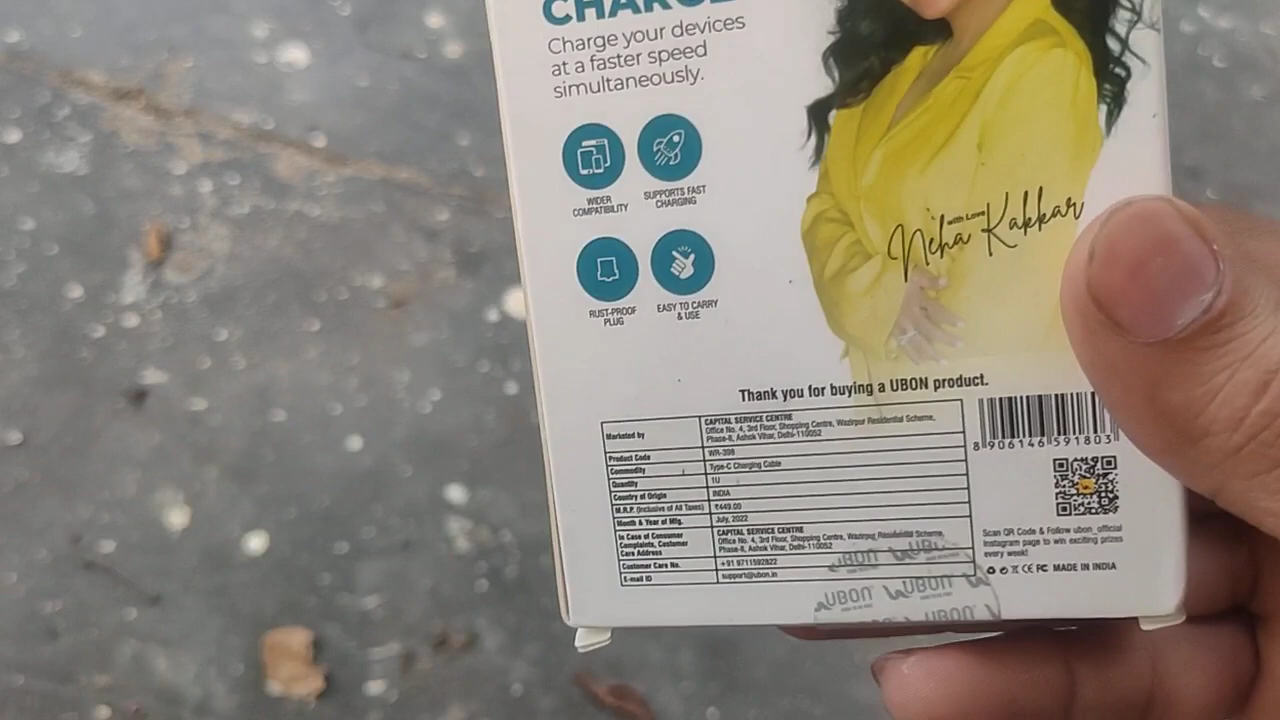 CHARGE
Charge your devices
at a faster speed
simultaneously.
WIDER
COMPATIBILITY
SUPPORTS FAST
CHARGING
RUST-PROOF
PLUG
EASY TO CARRY
& USE
with Love
Neha Kakkar
Thank you for buying a UBON product.
Marketed by
CAPITAL SERVICE CENTRE
Office No. 4, 3rd Floor, Shopping Centre, Wazirpur Residential Scheme,
Phase-II, Ashok Vihar, Delhi-110052
Product Code WR-398
Commodity Type-C Charging Cable
Quantity 1U
Country of Origin INDIA
M.R.P. (Inclusive of All Taxes) ₹449.00
Month & Year of Mfg. July, 2022
In Case of Consumer
Complaints, Customer
Care Address
CAPITAL SERVICE CENTRE
Office No. 4, 3rd Floor, Shopping Centre, Wazirpur Residential Scheme,
Phase-II, Ashok Vihar, Delhi-110052
Customer Care No. +91 9711592822
E-mail ID support@ubon.in
8 906146 591803
Scan QR Code & Follow ubon_official
Instagram page to win exciting prizes
every week!
CE FC MADE IN INDIA
UBON UBON
UBON UBON
UBON